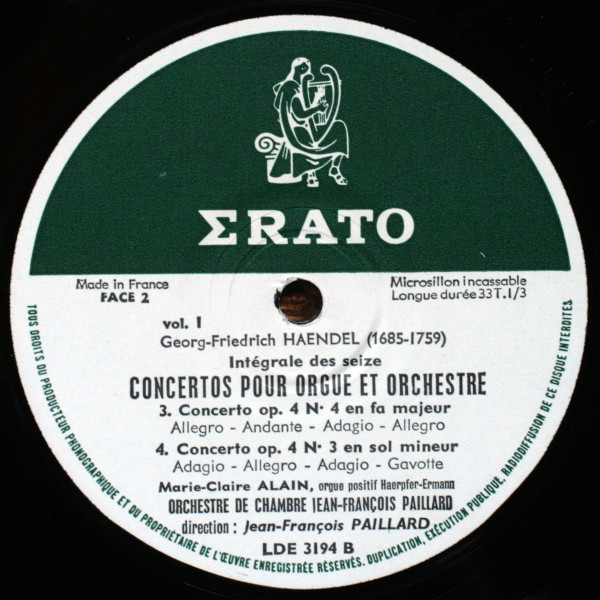 ΣRATO
Made in France
FACE 2
Microsillon incassable
Longue durée 33 T. 1/3
vol. 1
Georg-Friedrich HAENDEL (1685-1759)
Intégrale des seize
CONCERTOS POUR ORGUE ET ORCHESTRE
3. Concerto op. 4 N° 4 en fa majeur
Allegro - Andante - Adagio - Allegro
4. Concerto op. 4 N° 3 en sol mineur
Adagio - Allegro - Adagio - Gavotte
Marie-Claire ALAIN, orgue positif Haerpfer-Ermann
ORCHESTRE DE CHAMBRE JEAN-FRANÇOIS PAILLARD
direction : Jean-François PAILLARD
LDE 3194 B
TOUS DROITS DU PRODUCTEUR PHONOGRAPHIQUE ET DU PROPRIÉTAIRE DE L'ŒUVRE ENREGISTRÉE RÉSERVÉS. DUPLICATION, EXÉCUTION PUBLIQUE, RADIODIFFUSION DE CE DISQUE INTERDITES